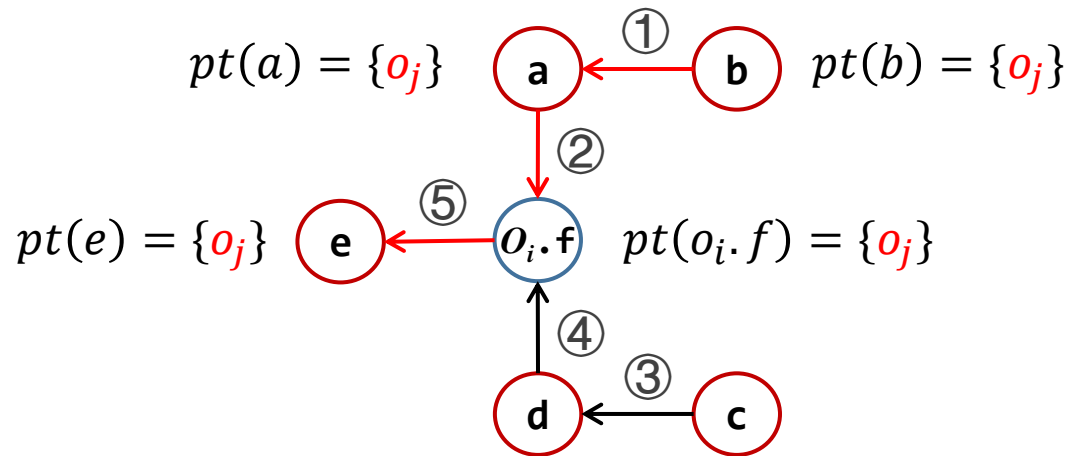 ①
pt(a) = {oⱼ} a b pt(b) = {oⱼ}
②
⑤
pt(e) = {oⱼ} e Oᵢ.f pt(oᵢ.f) = {oⱼ}
④
③
d c